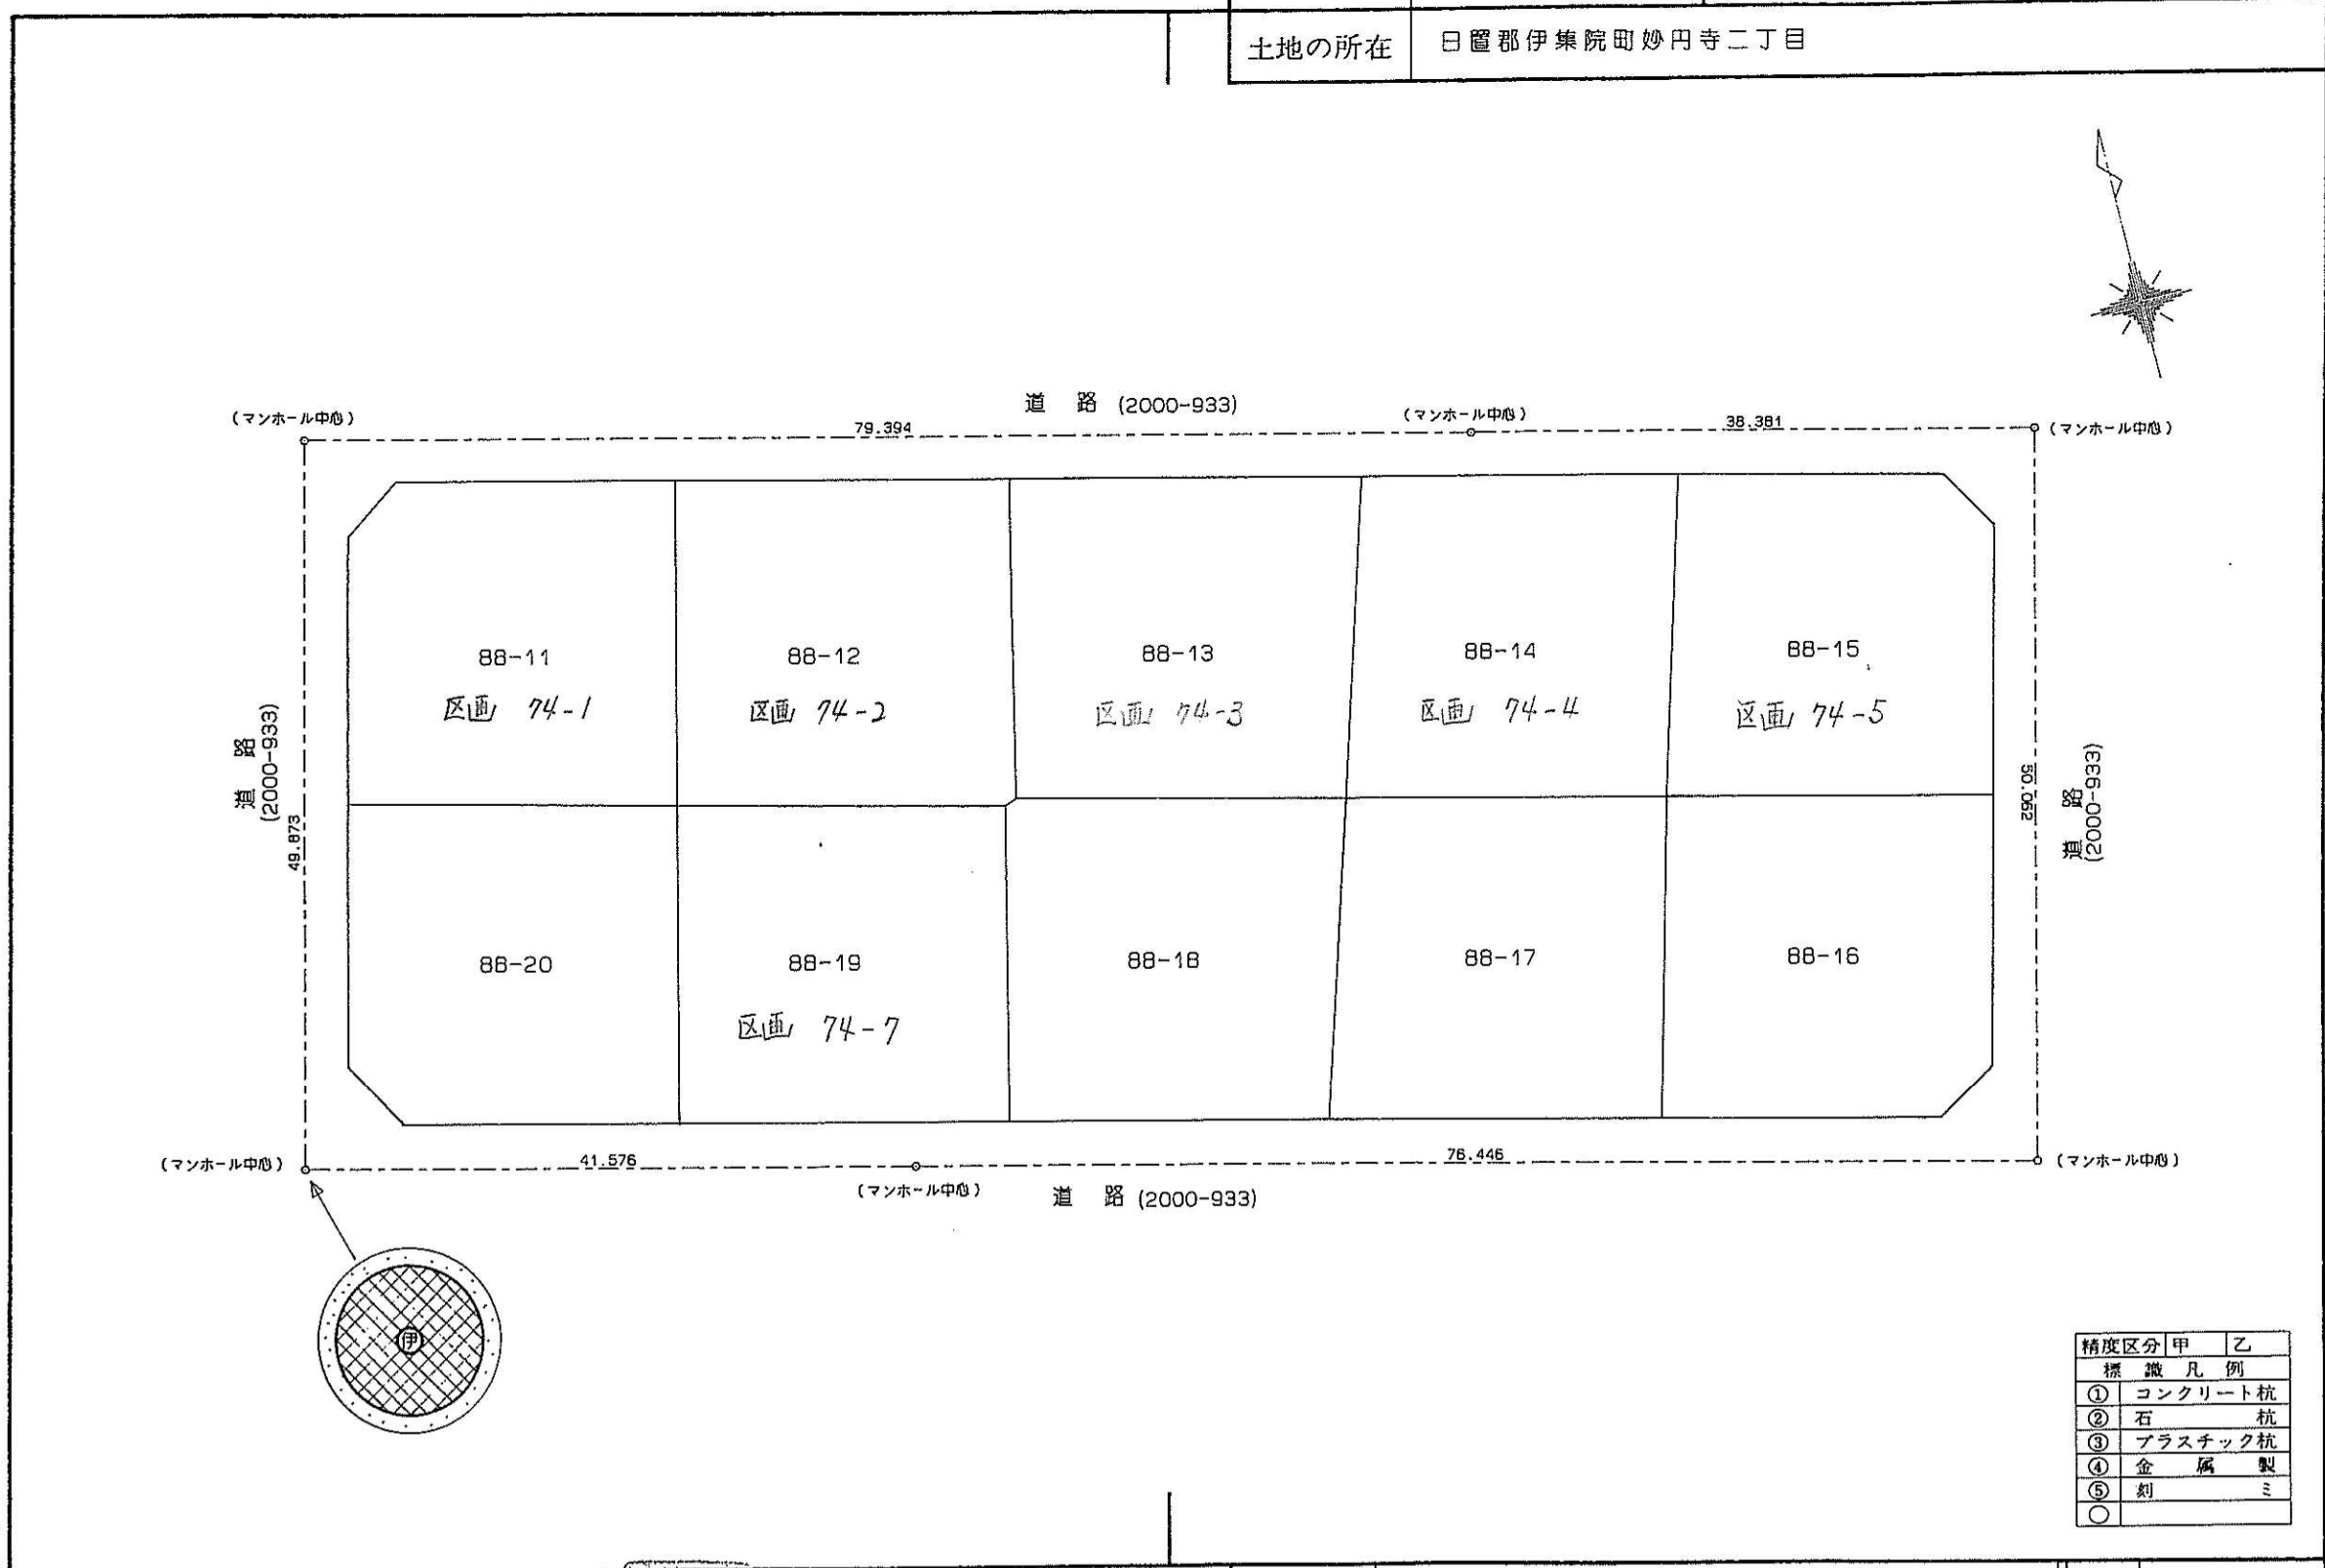 土地の所在 日置郡伊集院町妙円寺二丁目
道 路 (2000-933)
(マンホール中心)
79.394
(マンホール中心)
38.381
(マンホール中心)
88-11
88-12
88-13
88-14
88-15
区画 74-1
区画 74-2
区画 74-3
区画 74-4
区画 74-5
道 路
(2000-933)
49.873
50.062
道 路
(2000-933)
88-20
88-19
88-18
88-17
88-16
区画 74-7
(マンホール中心)
41.576
(マンホール中心)
76.446
(マンホール中心)
道 路 (2000-933)
伊
精度区分 甲 乙
標 識 凡 例
① コンクリート杭
② 石 杭
③ プラスチック杭
④ 金 属 製
⑤ 刻 ミ